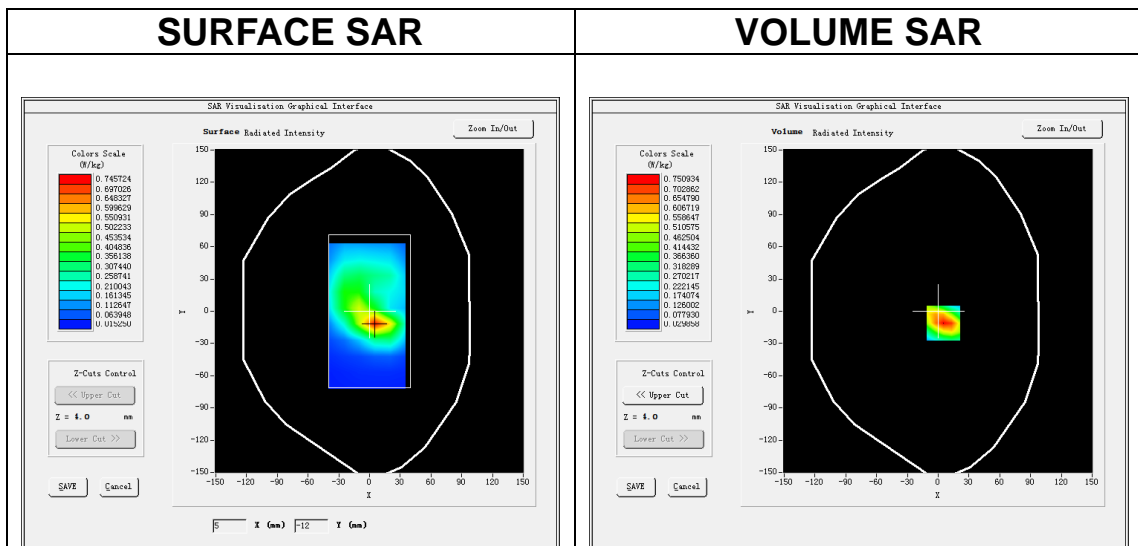 SURFACE SAR
VOLUME SAR
SAR Visualisation Graphical Interface
Surface Radiated Intensity
Zoom In/Out
Colors Scale
(W/kg)
0.745724
0.697026
0.648327
0.599629
0.550931
0.502233
0.453534
0.404836
0.356138
0.307440
0.258741
0.210043
0.161345
0.112647
0.063948
0.015250
150
120
90
60
30
0
-30
-60
-90
-120
-150
Y
-150 -120 -90 -60 -30 0 30 60 90 120 150
X
Z-Cuts Control
<< Upper Cut
Z = 4.0 mm
Lower Cut >>
SAVE Cancel
5 X (mm) -12 Y (mm)
SAR Visualisation Graphical Interface
Volume Radiated Intensity
Zoom In/Out
Colors Scale
(W/kg)
0.750934
0.702862
0.654790
0.606719
0.558647
0.510575
0.462504
0.414432
0.366360
0.318289
0.270217
0.222145
0.174074
0.126002
0.077930
0.029858
150
120
90
60
30
0
-30
-60
-90
-120
-150
Y
-150 -120 -90 -60 -30 0 30 60 90 120 150
X
Z-Cuts Control
<< Upper Cut
Z = 4.0 mm
Lower Cut >>
SAVE Cancel